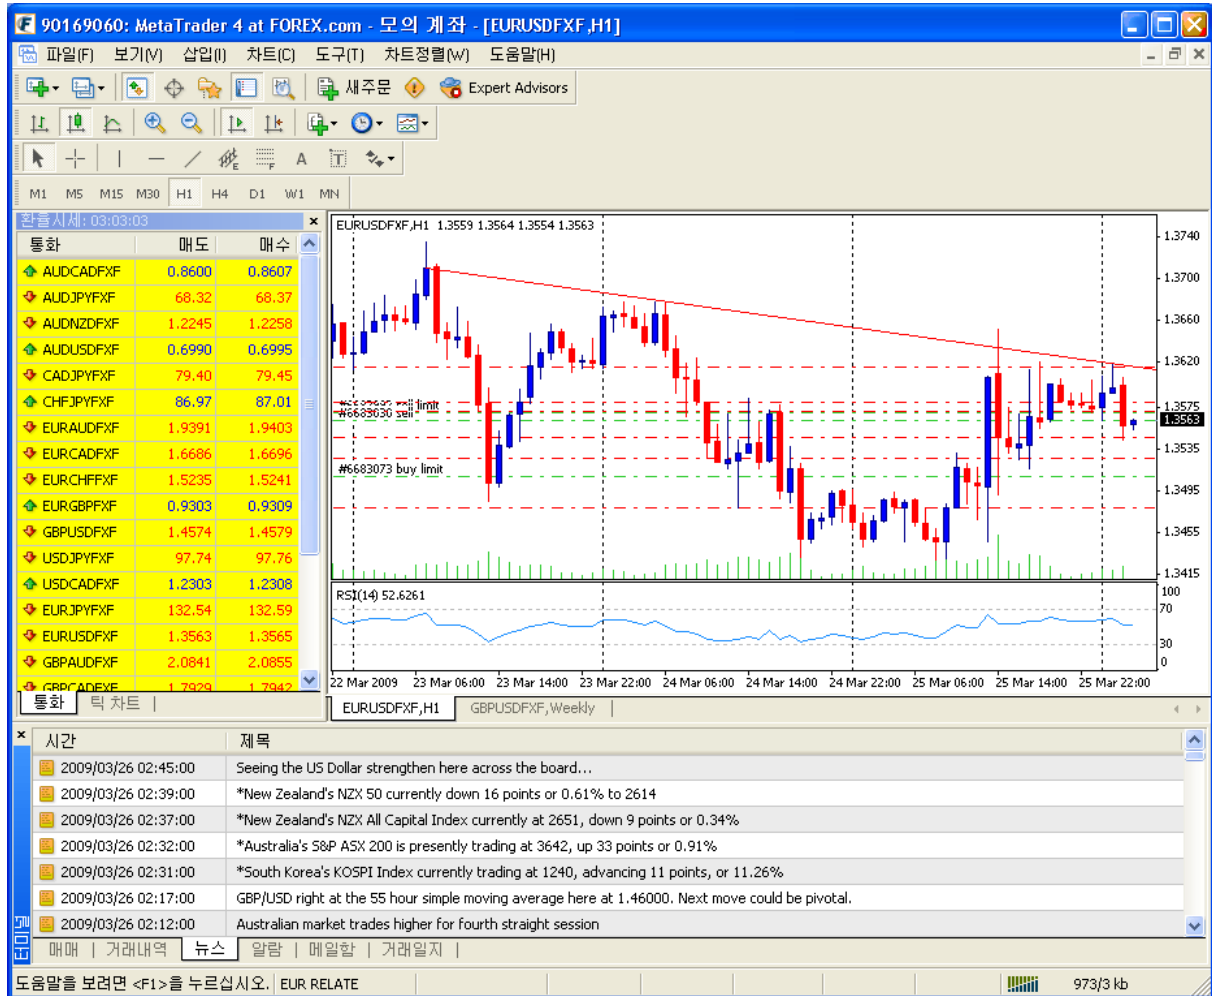 90169060: MetaTrader 4 at FOREX.com - 모의 계좌 - [EURUSDFXF,H1]
파일(F) 보기(V) 삽입(I) 차트(C) 도구(T) 차트정렬(W) 도움말(H)
새주문 Expert Advisors
A T
M1 M5 M15 M30 H1 H4 D1 W1 MN
환율시세: 03:03:03
통화 매도 매수
AUDCADFXF 0.8600 0.8607
AUDJPYFXF 68.32 68.37
AUDNZDFXF 1.2245 1.2258
AUDUSDFXF 0.6990 0.6995
CADJPYFXF 79.40 79.45
CHFJPYFXF 86.97 87.01
EURAUDFXF 1.9391 1.9403
EURCADFXF 1.6686 1.6696
EURCHFFXF 1.5235 1.5241
EURGBPFXF 0.9303 0.9309
GBPUSDFXF 1.4574 1.4579
USDJPYFXF 97.74 97.76
USDCADFXF 1.2303 1.2308
EURJPYFXF 132.54 132.59
EURUSDFXF 1.3563 1.3565
GBPAUDFXF 2.0841 2.0855
GBPCADFXF 1.7929 1.7942
통화 틱 차트
EURUSDFXF,H1 1.3559 1.3564 1.3554 1.3563
1.3740
1.3700
1.3660
1.3620
1.3575
1.3563
1.3535
1.3495
1.3455
1.3415
limit
#6683030 sell
#6683073 buy limit
RSI(14) 52.6261
100
70
30
0
22 Mar 2009 23 Mar 06:00 23 Mar 14:00 23 Mar 22:00 24 Mar 06:00 24 Mar 14:00 24 Mar 22:00 25 Mar 06:00 25 Mar 14:00 25 Mar 22:00
EURUSDFXF,H1 GBPUSDFXF,Weekly
시간 제목
2009/03/26 02:45:00 Seeing the US Dollar strengthen here across the board...
2009/03/26 02:39:00 *New Zealand's NZX 50 currently down 16 points or 0.61% to 2614
2009/03/26 02:37:00 *New Zealand's NZX All Capital Index currently at 2651, down 9 points or 0.34%
2009/03/26 02:32:00 *Australia's S&P ASX 200 is presently trading at 3642, up 33 points or 0.91%
2009/03/26 02:31:00 *South Korea's KOSPI Index currently trading at 1240, advancing 11 points, or 11.26%
2009/03/26 02:17:00 GBP/USD right at the 55 hour simple moving average here at 1.46000. Next move could be pivotal.
2009/03/26 02:12:00 Australian market trades higher for fourth straight session
터미널
매매 거래내역 뉴스 알람 메일함 거래일지
도움말을 보려면 <F1>을 누르십시오. EUR RELATE 973/3 kb